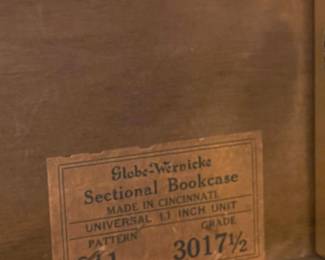 Globe-Wernicke
Sectional Bookcase
MADE IN CINCINNATI
UNIVERSAL 11 INCH UNIT
PATTERN GRADE
3017½